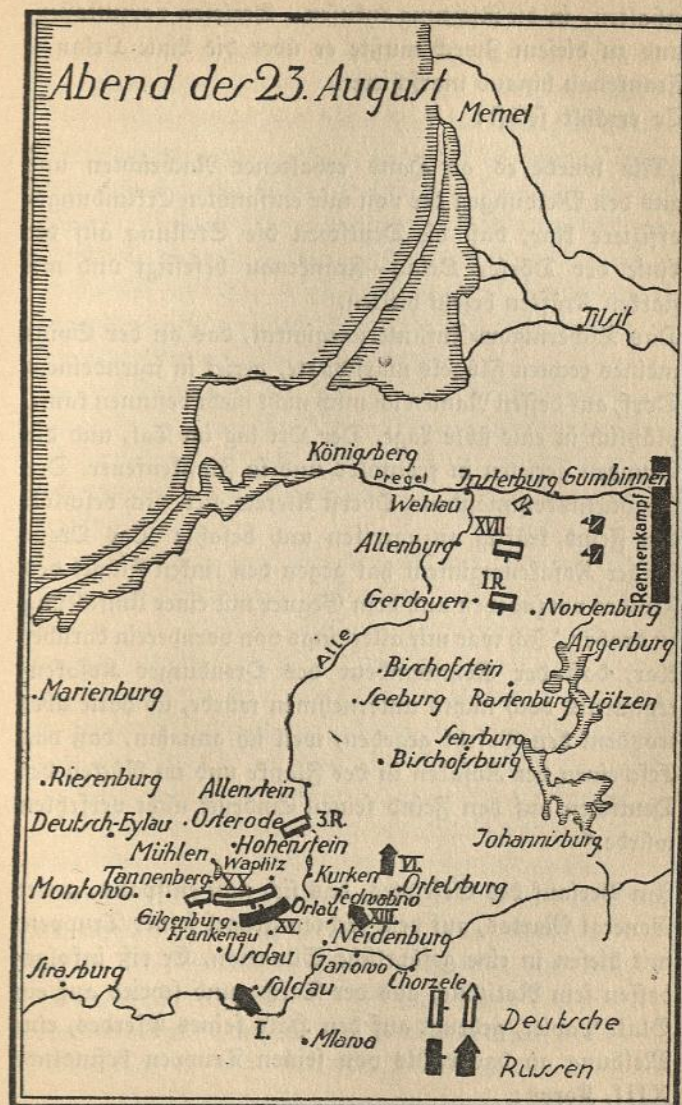 Abend des 23. August
Memel
Tilsit
Königsberg
Pregel
Insterburg
Gumbinnen
Wehlau
XVII.
Allenburg
Rennenkampf
I.R.
Gerdauen
Nordenburg
Angerburg
Alle
Bischofstein
Marienburg
Seeburg
Rastenburg
Lötzen
Sensburg
Bischofsburg
Riesenburg
Allenstein
Deutsch-Eylau
Osterode
3.R.
Johannisburg
Hohenstein
Mühlen
Waplitz
Kurken
VI.
Tannenberg
XX.
Ortelsburg
Montowo
Jedwabno
Orlau
XIII.
Gilgenburg
XV.
Frankenau
Neidenburg
Usdau
Janowo
Strasburg
Chorzele
Soldau
Deutsche
I.
Mlawa
Russen